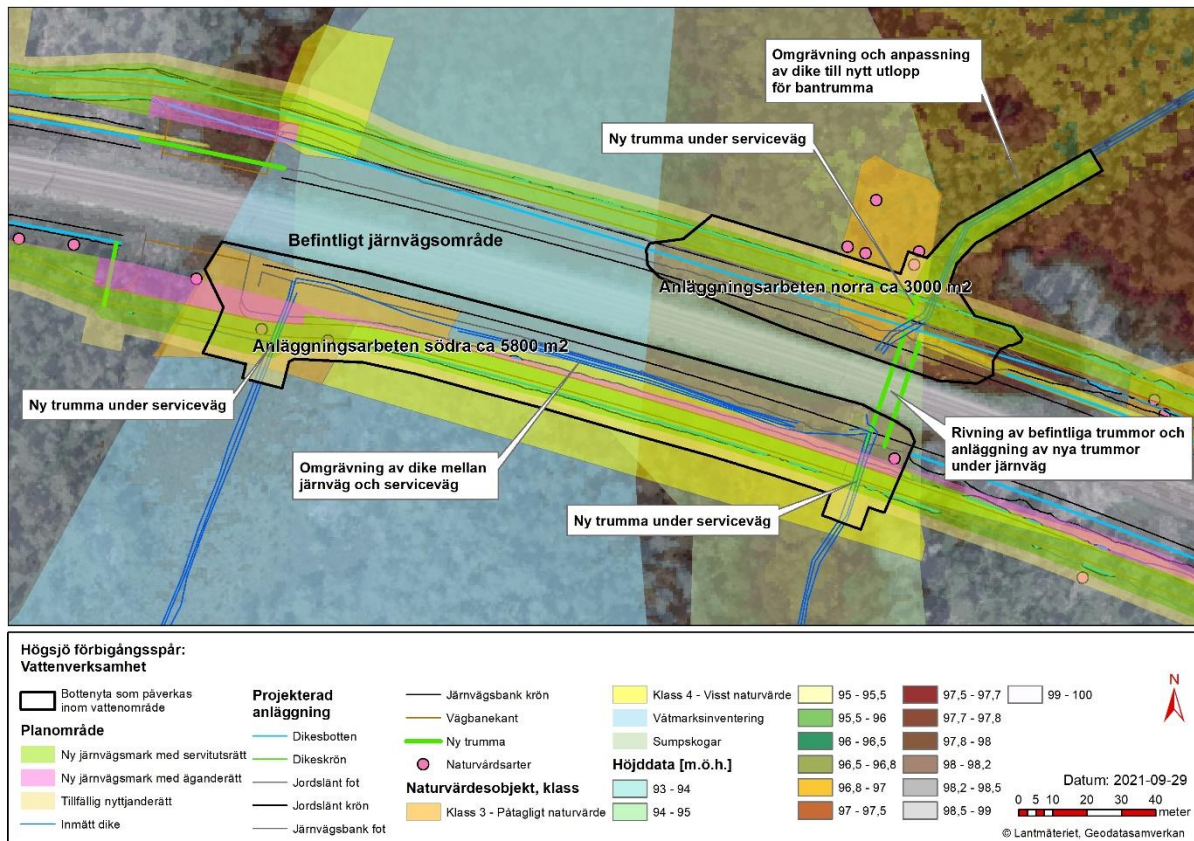 Omgrävning och anpassning
av dike till nytt utlopp
för bantrumma
Ny trumma under serviceväg
Befintligt järnvägsområde
Anläggningsarbeten norra ca 3000 m2
Anläggningsarbeten södra ca 5800 m2
Ny trumma under serviceväg
Rivning av befintliga trummor och
anläggning av nya trummor
under järnväg
Omgrävning av dike mellan
järnväg och serviceväg
Ny trumma under serviceväg
Högsjö förbigångsspår:
Vattenverksamhet
Bottenyta som påverkas
inom vattenområde
Planområde
Ny järnvägsmark med servitutsrätt
Ny järnvägsmark med äganderätt
Tillfällig nyttjanderätt
Inmätt dike
Projekterad
anläggning
Dikesbotten
Dikeskrön
Jordslänt fot
Jordslänt krön
Järnvägsbank fot
Järnvägsbank krön
Vägbanekant
Ny trumma
Naturvårdsarter
Naturvärdesobjekt, klass
Klass 3 - Påtagligt naturvärde
Klass 4 - Visst naturvärde
Våtmarksinventering
Sumpskogar
Höjddata [m.ö.h.]
93 - 94
94 - 95
95 - 95,5
95,5 - 96
96 - 96,5
96,5 - 96,8
96,8 - 97
97 - 97,5
97,5 - 97,7
97,7 - 97,8
97,8 - 98
98 - 98,2
98,2 - 98,5
98,5 - 99
99 - 100
N
Datum: 2021-09-29
0 5 10 20 30 40
meter
© Lantmäteriet, Geodatasamverkan